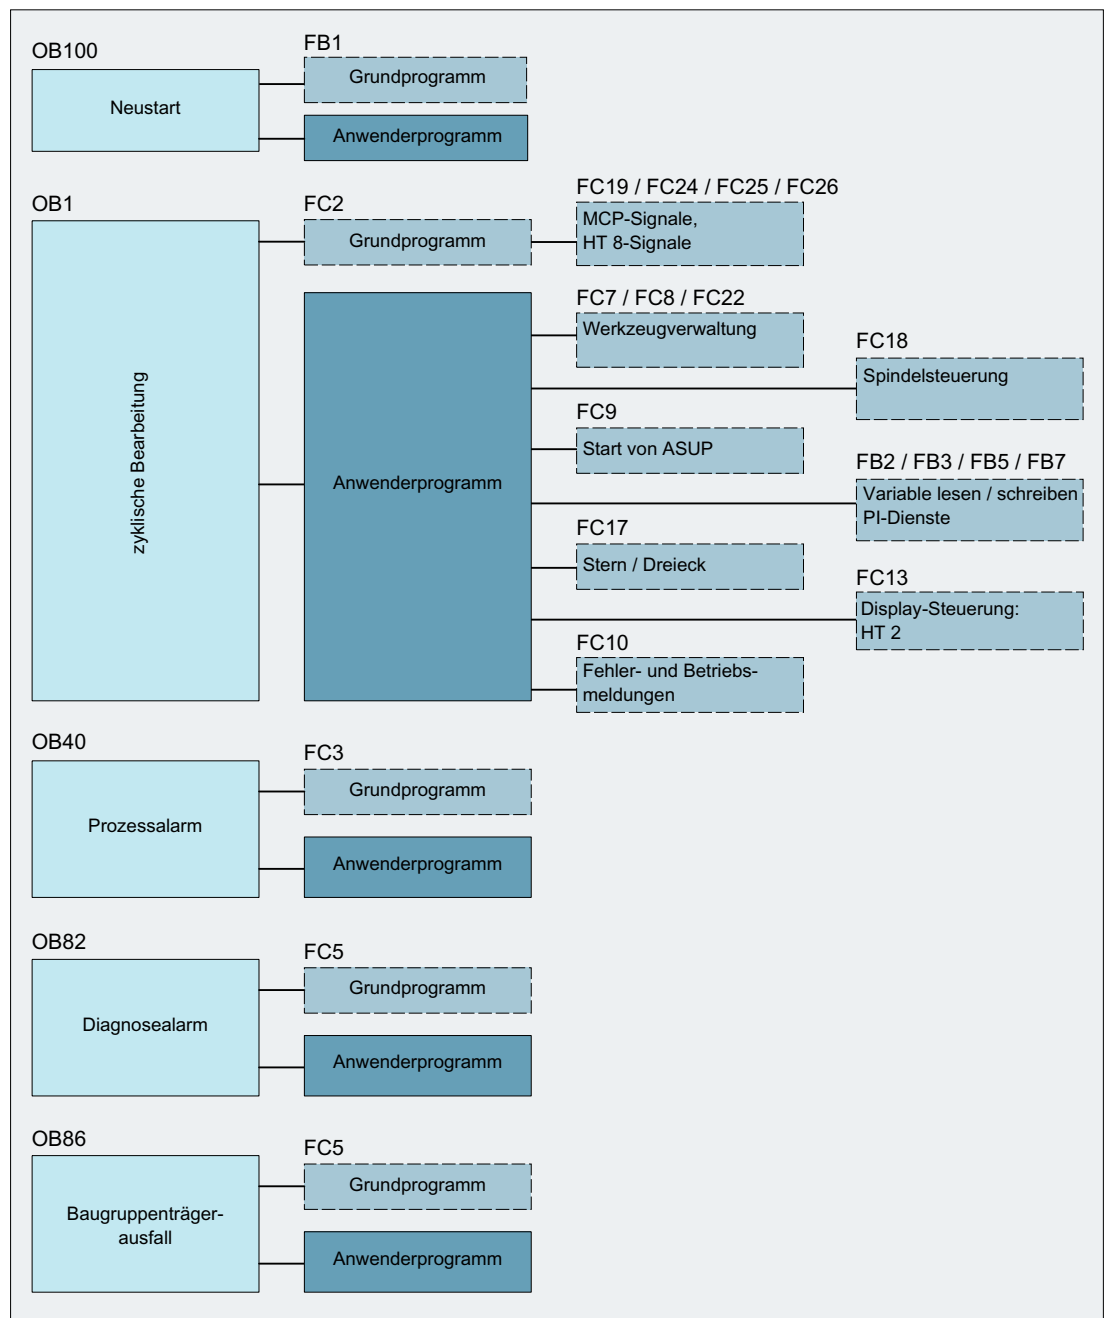 OB100
FB1
Neustart
Grundprogramm
Anwenderprogramm
OB1
FC2
FC19 / FC24 / FC25 / FC26
zyklische Bearbeitung
Grundprogramm
MCP-Signale,
HT 8-Signale
Anwenderprogramm
FC7 / FC8 / FC22
Werkzeugverwaltung
FC18
Spindelsteuerung
FC9
Start von ASUP
FB2 / FB3 / FB5 / FB7
Variable lesen / schreiben
PI-Dienste
FC17
Stern / Dreieck
FC13
Display-Steuerung:
HT 2
FC10
Fehler- und Betriebs-
meldungen
OB40
FC3
Prozessalarm
Grundprogramm
Anwenderprogramm
OB82
FC5
Diagnosealarm
Grundprogramm
Anwenderprogramm
OB86
FC5
Baugruppenträger-
ausfall
Grundprogramm
Anwenderprogramm